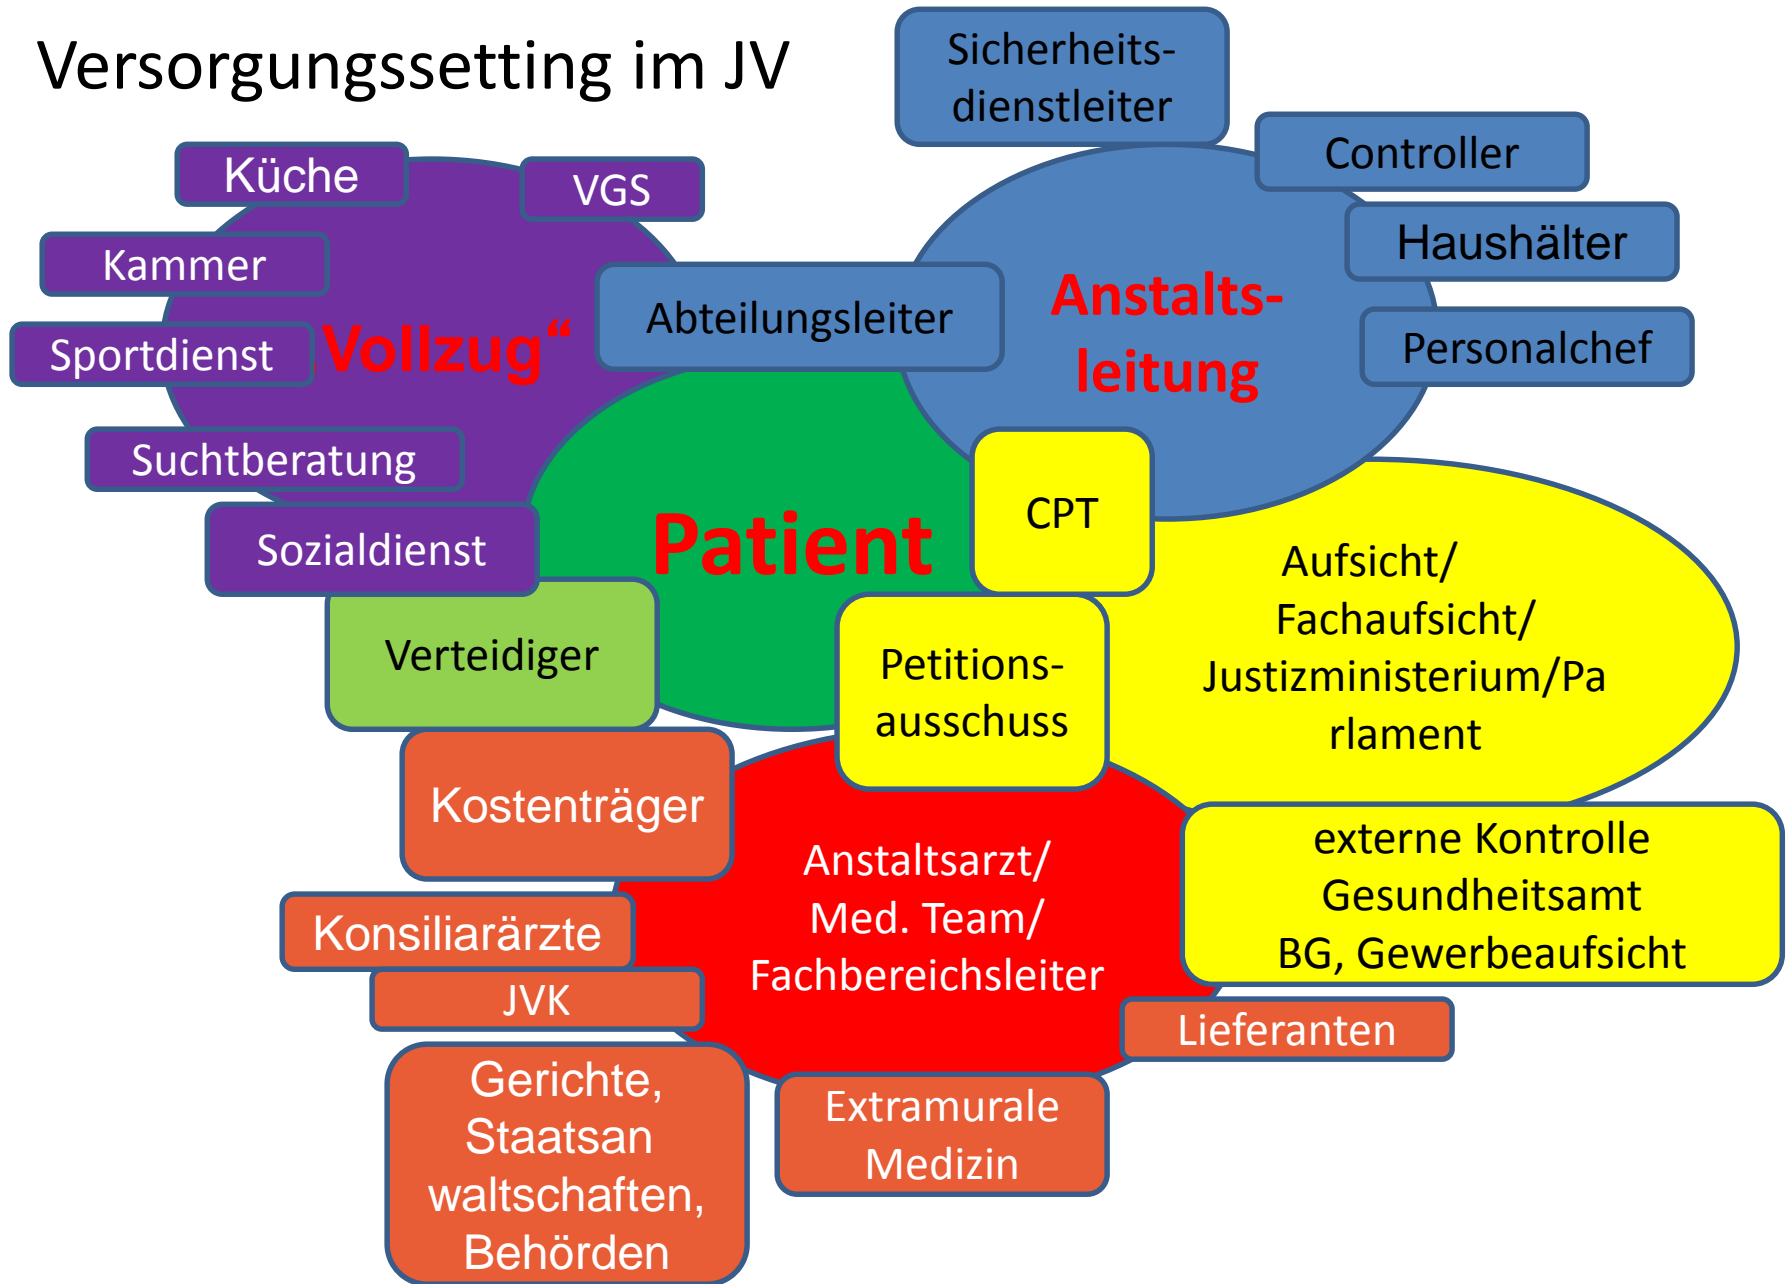 Versorgungssetting im JV
Sicherheits-
dienstleiter
Controller
Haushälter
Personalchef
Küche
VGS
Kammer
Sportdienst
Vollzug“
Abteilungsleiter
Anstalts-
leitung
Suchtberatung
Sozialdienst
Patient
CPT
Verteidiger
Petitions-
ausschuss
Aufsicht/
Fachaufsicht/
Justizministerium/Pa
rlament
Kostenträger
Anstaltsarzt/
Med. Team/
Fachbereichsleiter
externe Kontrolle
Gesundheitsamt
BG, Gewerbeaufsicht
Konsiliarärzte
JVK
Lieferanten
Gerichte,
Staatsan
waltschaften,
Behörden
Extramurale
Medizin